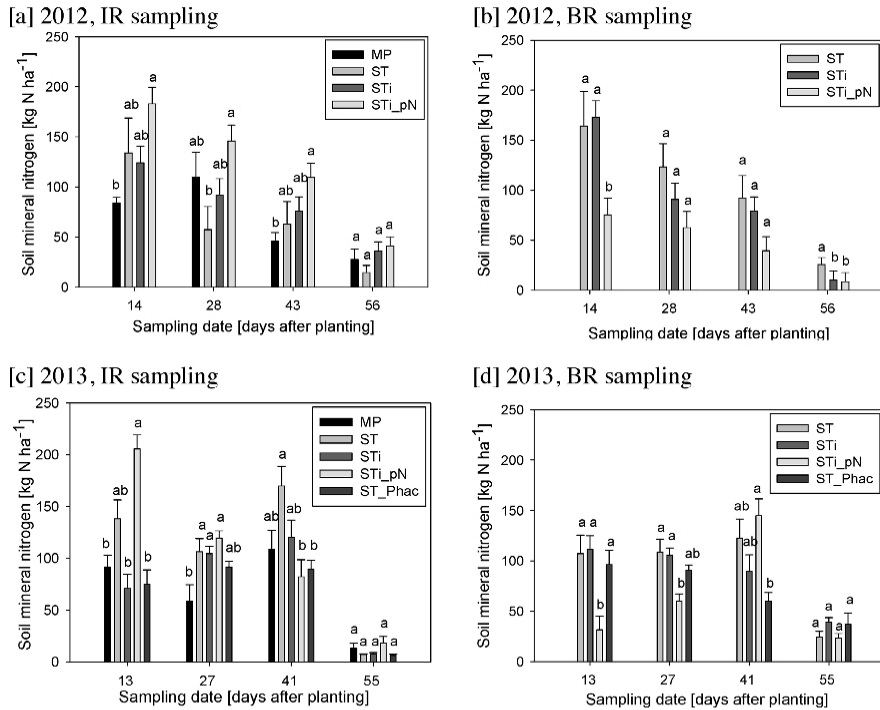 [a] 2012, IR sampling
250
200
150
100
50
0
Soil mineral nitrogen [kg N ha⁻¹]
MP
ST
STi
STi_pN
b ab ab a
ab b ab a
b ab a a
a a a a
14 28 43 56
Sampling date [days after planting]
[b] 2012, BR sampling
250
200
150
100
50
0
Soil mineral nitrogen [kg N ha⁻¹]
ST
STi
STi_pN
a a b
a a a
a a a
a b b
14 28 43 56
Sampling date [days after planting]
[c] 2013, IR sampling
250
200
150
100
50
0
Soil mineral nitrogen [kg N ha⁻¹]
MP
ST
STi
STi_pN
ST_Phac
b ab b a b
b a a a ab
ab a a b b
a a a a a
13 27 41 55
Sampling date [days after planting]
[d] 2013, BR sampling
250
200
150
100
50
0
Soil mineral nitrogen [kg N ha⁻¹]
ST
STi
STi_pN
ST_Phac
a a b a
a a b ab
a ab a b
a a a a
13 27 41 55
Sampling date [days after planting]